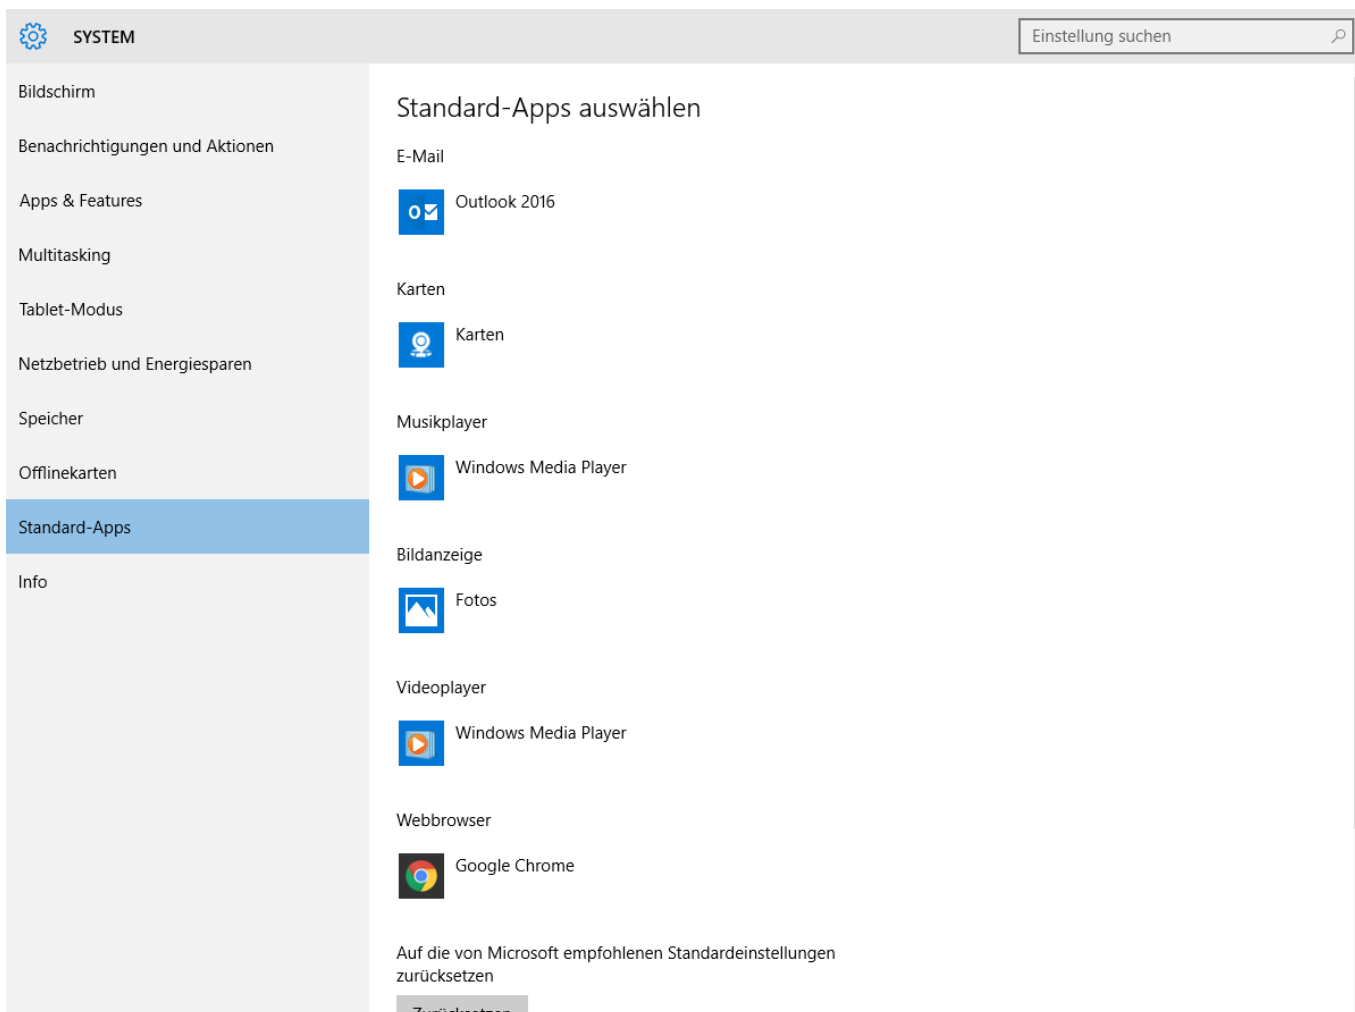 SYSTEM
Einstellung suchen
Bildschirm
Benachrichtigungen und Aktionen
Apps & Features
Multitasking
Tablet-Modus
Netzbetrieb und Energiesparen
Speicher
Offlinekarten
Standard-Apps
Info
Standard-Apps auswählen
E-Mail
Outlook 2016
Karten
Karten
Musikplayer
Windows Media Player
Bildanzeige
Fotos
Videoplayer
Windows Media Player
Webbrowser
Google Chrome
Auf die von Microsoft empfohlenen Standardeinstellungen
zurücksetzen
Zurücksetzen